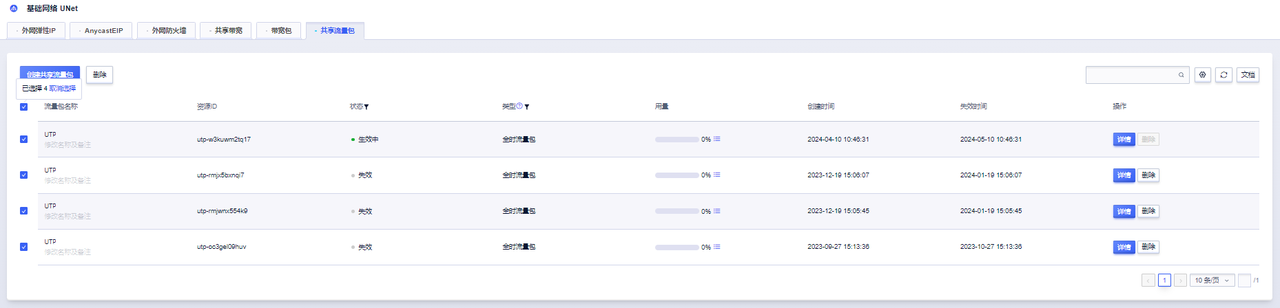 基础网络 UNet
外网弹性IP AnycastEIP 外网防火墙 共享带宽 带宽包 共享流量包
创建共享流量包 删除 文档
已选择 4 取消选择
流量包名称 资源ID 状态 类型 用量 创建时间 失效时间 操作
UTP
修改名称及备注 utp-w3kuwm2tq17 生效中 全时流量包 0% 2024-04-10 10:46:31 2024-05-10 10:46:31 详情 删除
UTP
修改名称及备注 utp-rmjx5bxnqi7 失效 全时流量包 0% 2023-12-19 15:06:07 2024-01-19 15:06:07 详情 删除
UTP
修改名称及备注 utp-rmjwnx554k9 失效 全时流量包 0% 2023-12-19 15:05:45 2024-01-19 15:05:45 详情 删除
UTP
修改名称及备注 utp-cc3gel09huv 失效 全时流量包 0% 2023-09-27 15:13:36 2023-10-27 15:13:36 详情 删除
1 10 条/页 /1